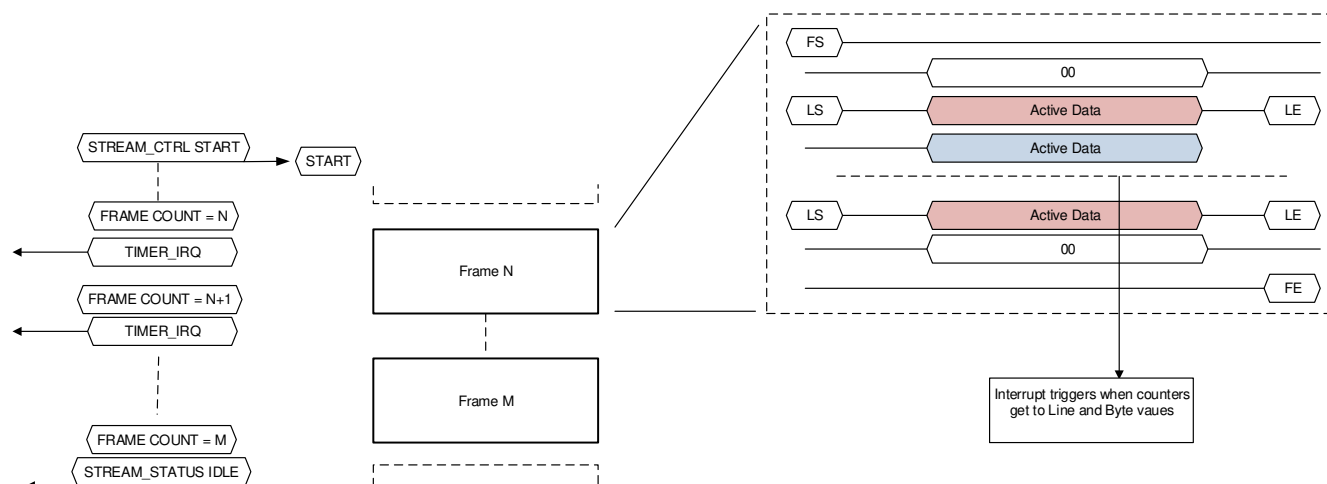 STREAM_CTRL START
START
FRAME COUNT = N
TIMER_IRQ
FRAME COUNT = N+1
TIMER_IRQ
FRAME COUNT = M
STREAM_STATUS IDLE
Frame N
Frame M
FS
00
LS
Active Data
LE
Active Data
LS
Active Data
LE
00
FE
Interrupt triggers when counters
get to Line and Byte vaues